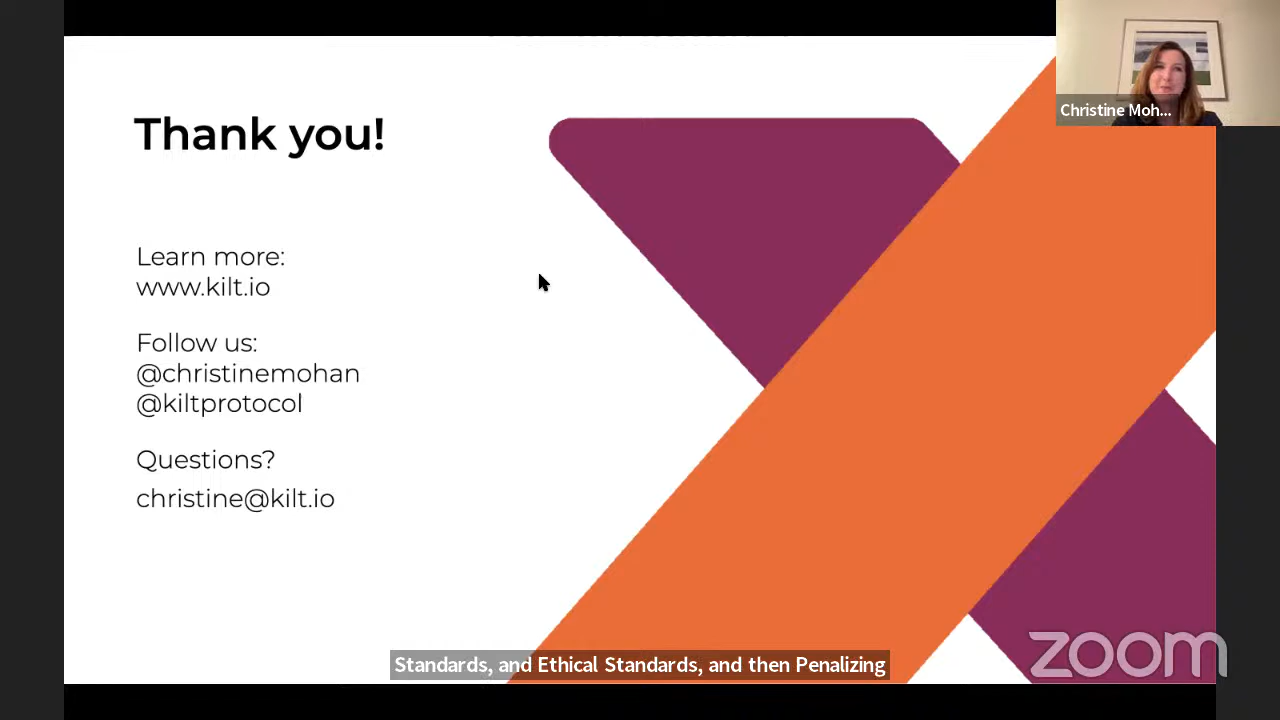 Thank you!
Learn more:
www.kilt.io
Follow us:
@christinemohan
@kiltprotocol
Questions?
christine@kilt.io
Christine Moh...
Standards, and Ethical Standards, and then Penalizing
zoom